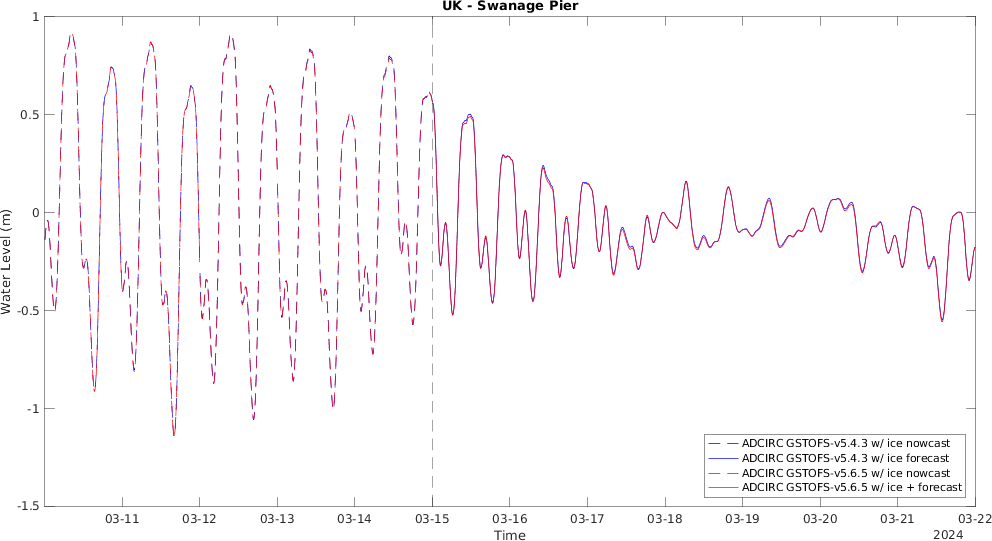 UK - Swanage Pier
Water Level (m)
1
0.5
0
-0.5
-1
-1.5
03-11 03-12 03-13 03-14 03-15 03-16 03-17 03-18 03-19 03-20 03-21 03-22
Time
2024
ADCIRC GSTOFS-v5.4.3 w/ ice nowcast
ADCIRC GSTOFS-v5.4.3 w/ ice forecast
ADCIRC GSTOFS-v5.6.5 w/ ice nowcast
ADCIRC GSTOFS-v5.6.5 w/ ice + forecast